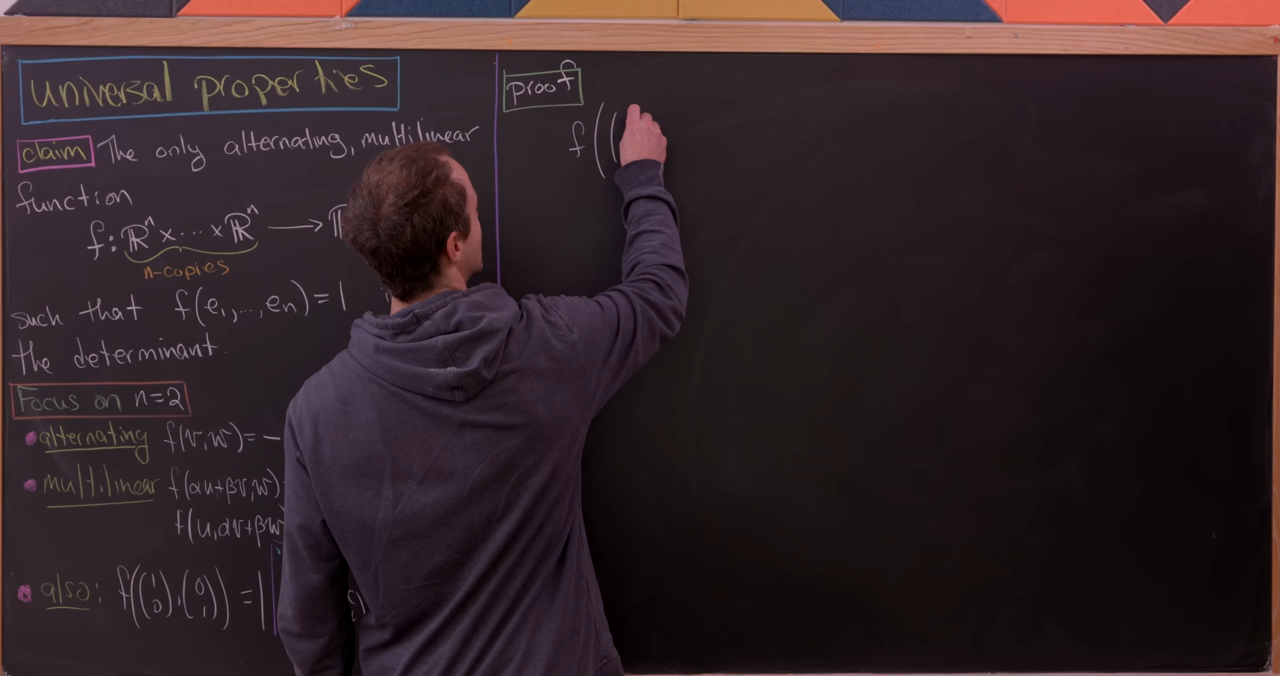 universal properties
claim The only alternating, multilinear
function
f: ℝⁿ × ... × ℝⁿ →
n-copies
such that f(e₁, ..., eₙ) = 1
the determinant.
Focus on n=2
• alternating f(v, w) = -
• multilinear f(αu+βv, w)
f(u, αv+βw
• also: f((1 0), (0 1)) = 1
proof
f((